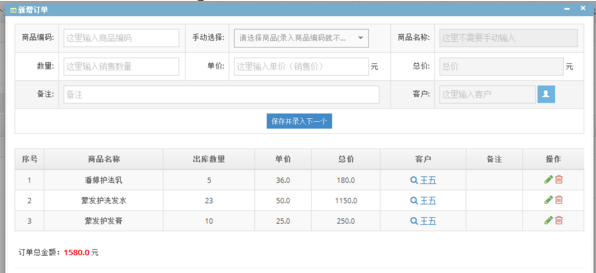 新增订单
商品编码: 这里输入商品编码 手动选择: 请选择商品(录入商品编码就不... 商品名称: 这里不需要手动输入
数量: 这里输入销售数量 单价: 这里输入单价（销售价） 元 总价: 总价 元
备注: 备注 客户: 这里输入客户
保存并录入下一个
序号 商品名称 出库数量 单价 总价 客户 备注 操作
1 潘婷护法乳 5 36.0 180.0 王五
2 蒙发护洗发水 23 50.0 1150.0 王五
3 蒙发护发膏 10 25.0 250.0 王五
订单总金额：1580.0 元